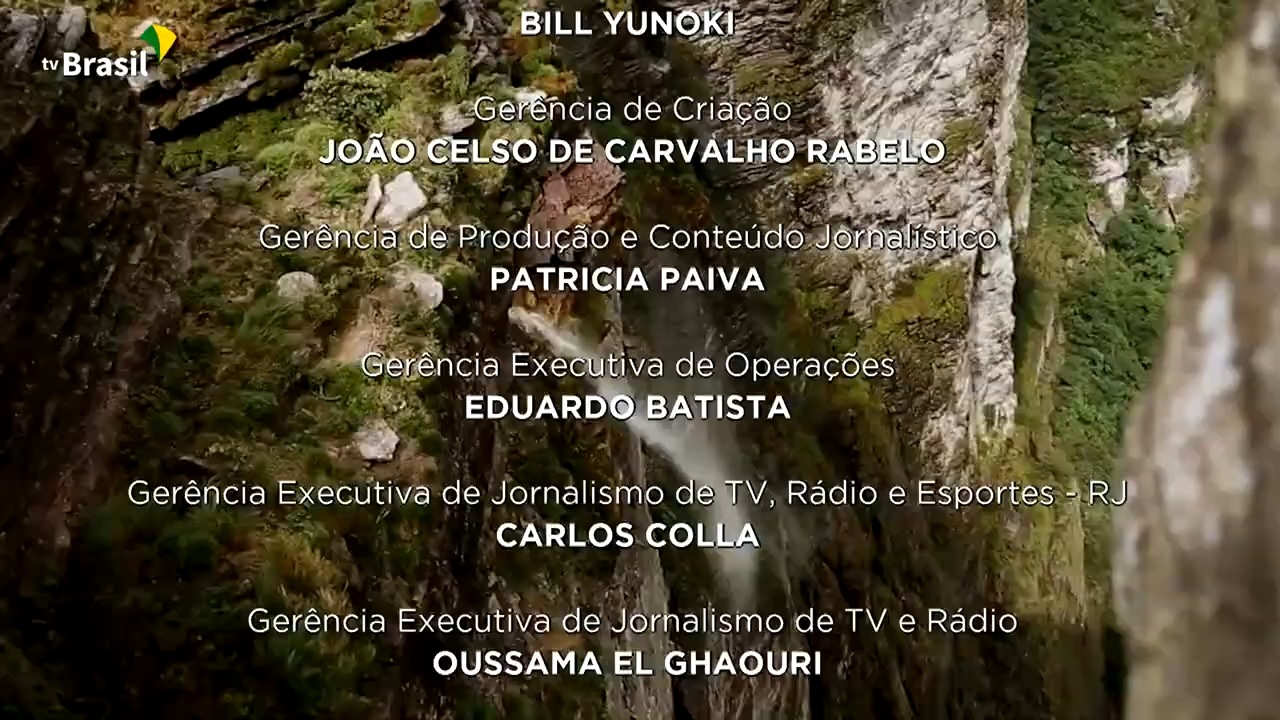 BILL YUNOKI
tv Brasil
Gerência de Criação
JOÃO CELSO DE CARVALHO RABELO
Gerência de Produção e Conteúdo Jornalístico
PATRICIA PAIVA
Gerência Executiva de Operações
EDUARDO BATISTA
Gerência Executiva de Jornalismo de TV, Rádio e Esportes - RJ
CARLOS COLLA
Gerência Executiva de Jornalismo de TV e Rádio
OUSSAMA EL GHAOURI